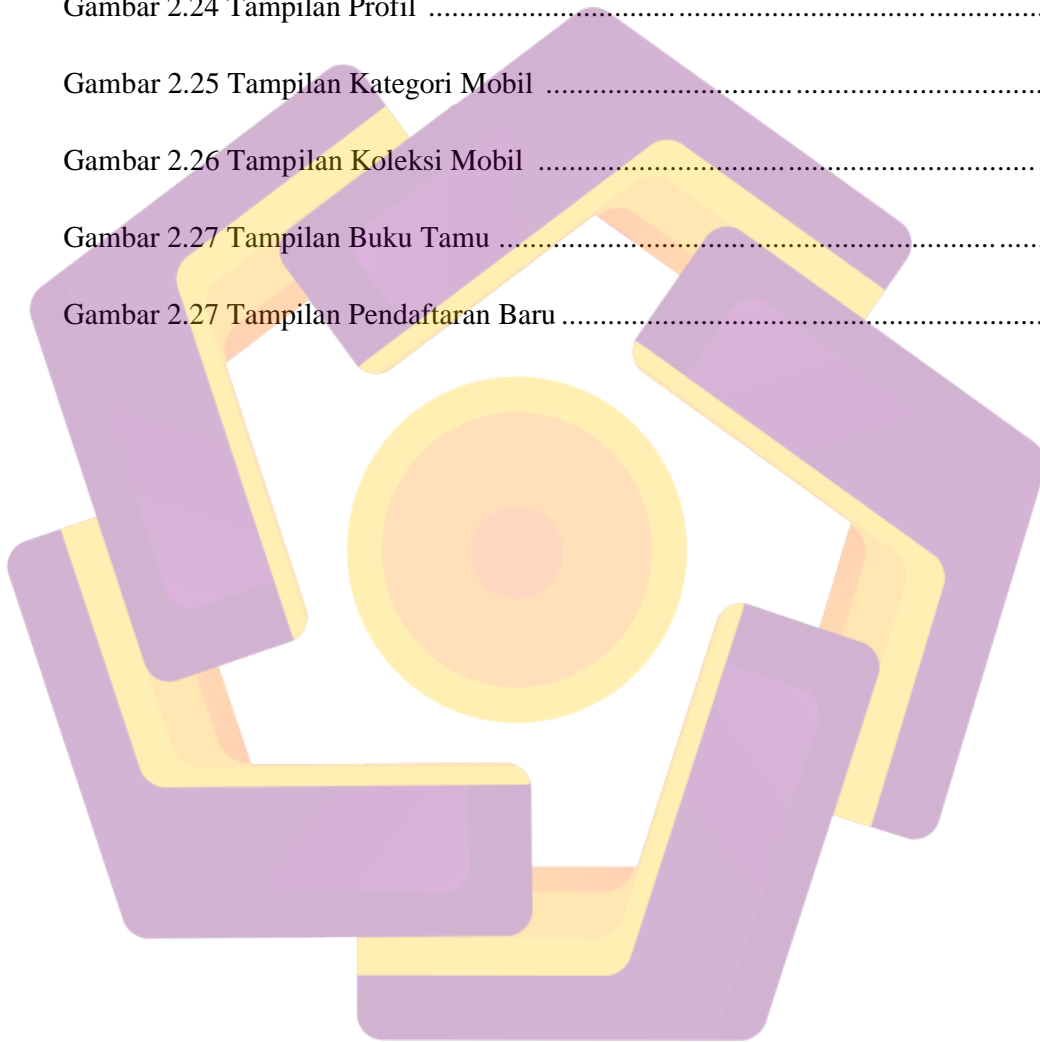 Gambar 2.24 Tampilan Profil ........................................................................................
Gambar 2.25 Tampilan Kategori Mobil .......................................................................
Gambar 2.26 Tampilan Koleksi Mobil ........................................................................
Gambar 2.27 Tampilan Buku Tamu ..............................................................................
Gambar 2.27 Tampilan Pendaftaran Baru .....................................................................